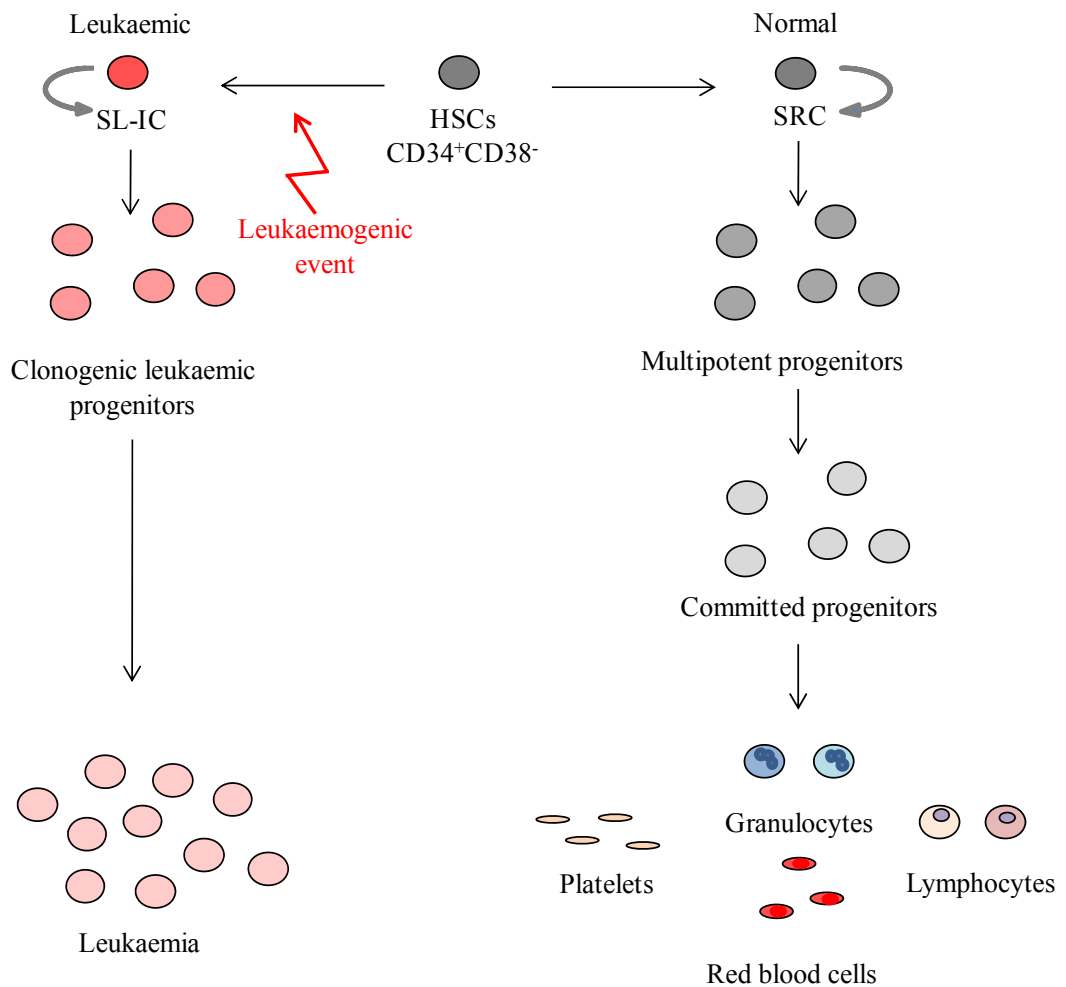 Leukaemic
Normal
SL-IC
HSCs
CD34⁺CD38⁻
SRC
Leukaemogenic
event
Clonogenic leukaemic
progenitors
Multipotent progenitors
Committed progenitors
Granulocytes
Platelets
Lymphocytes
Leukaemia
Red blood cells